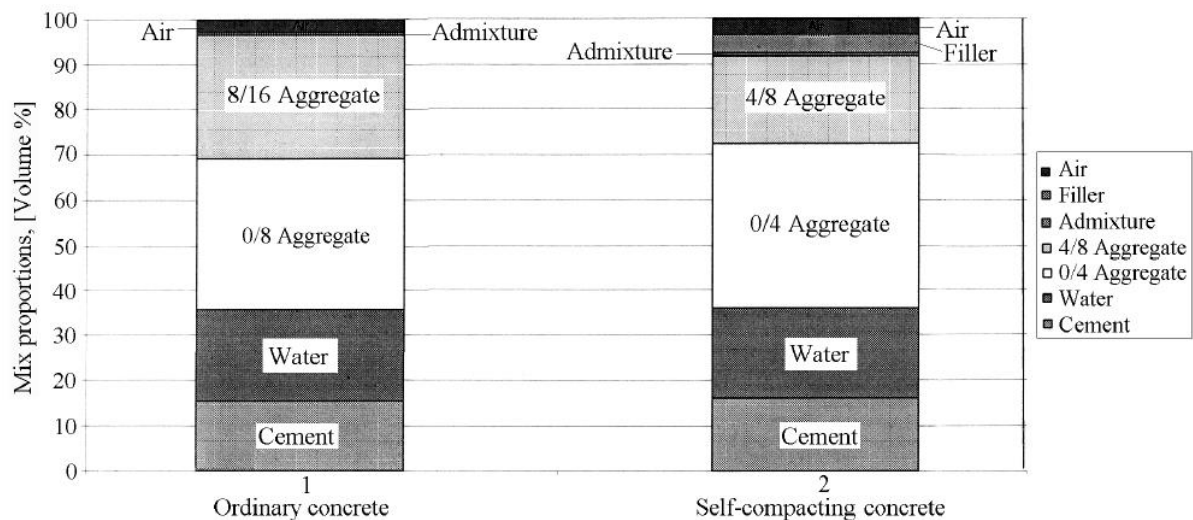 Mix proportions, [Volume %]
100
90
80
70
60
50
40
30
20
10
0
Air
Admixture
8/16 Aggregate
0/8 Aggregate
Water
Cement
1
Ordinary concrete
Air
Filler
Admixture
4/8 Aggregate
0/4 Aggregate
Water
Cement
2
Self-compacting concrete
Air
Filler
Admixture
4/8 Aggregate
0/4 Aggregate
Water
Cement